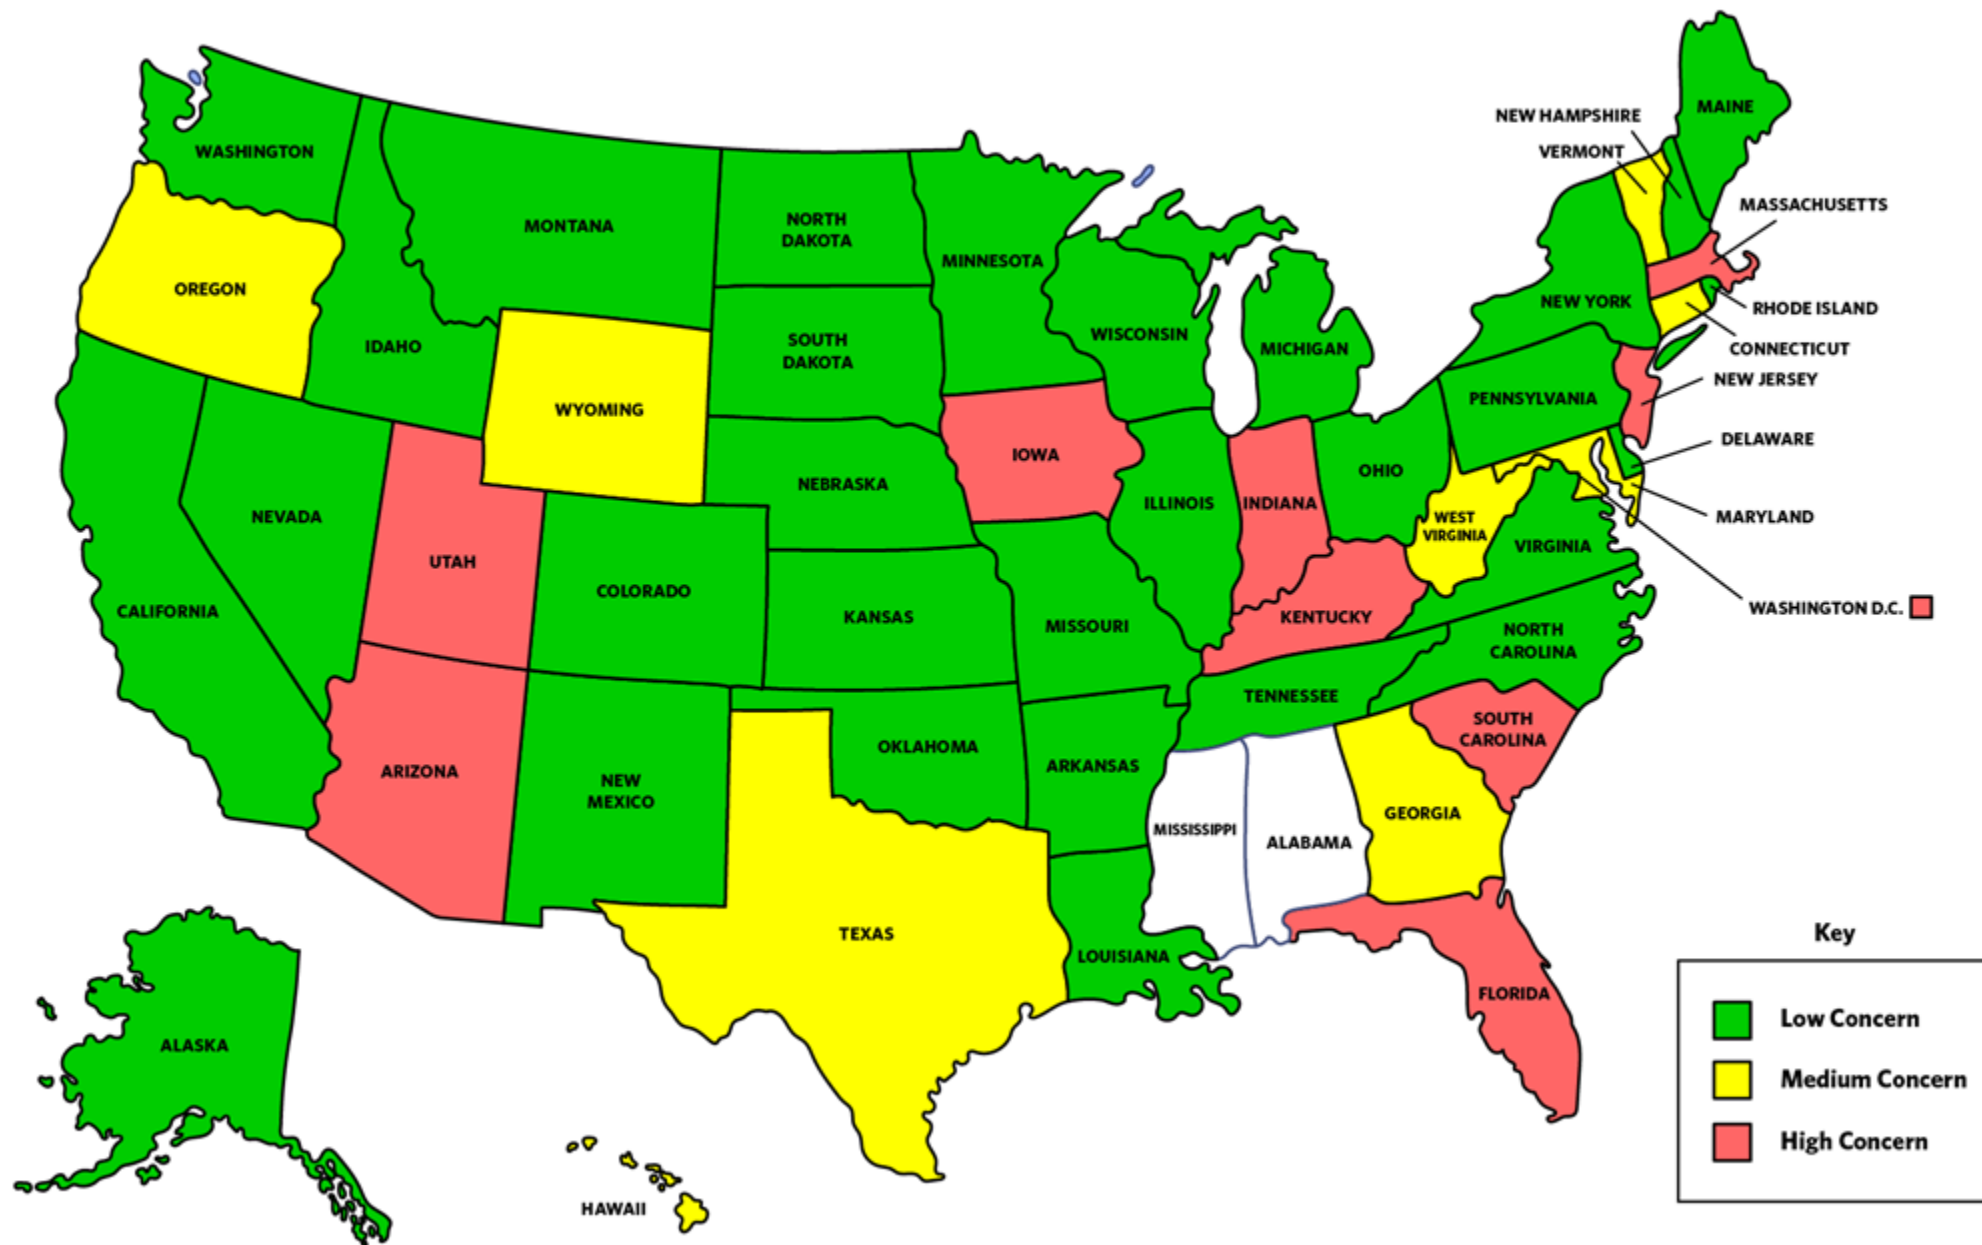 MAINE
NEW HAMPSHIRE
VERMONT
WASHINGTON
MASSACHUSETTS
MONTANA
NORTH
DAKOTA
MINNESOTA
OREGON
NEW YORK
RHODE ISLAND
IDAHO
SOUTH
DAKOTA
WISCONSIN
MICHIGAN
CONNECTICUT
NEW JERSEY
WYOMING
PENNSYLVANIA
DELAWARE
IOWA
OHIO
NEBRASKA
ILLINOIS
INDIANA
NEVADA
WEST
VIRGINIA
MARYLAND
VIRGINIA
UTAH
COLORADO
CALIFORNIA
KANSAS
MISSOURI
KENTUCKY
WASHINGTON D.C.
NORTH
CAROLINA
TENNESSEE
SOUTH
CAROLINA
OKLAHOMA
ARKANSAS
ARIZONA
NEW
MEXICO
MISSISSIPPI
ALABAMA
GEORGIA
TEXAS
LOUISIANA
FLORIDA
ALASKA
HAWAII
Key
Low Concern
Medium Concern
High Concern